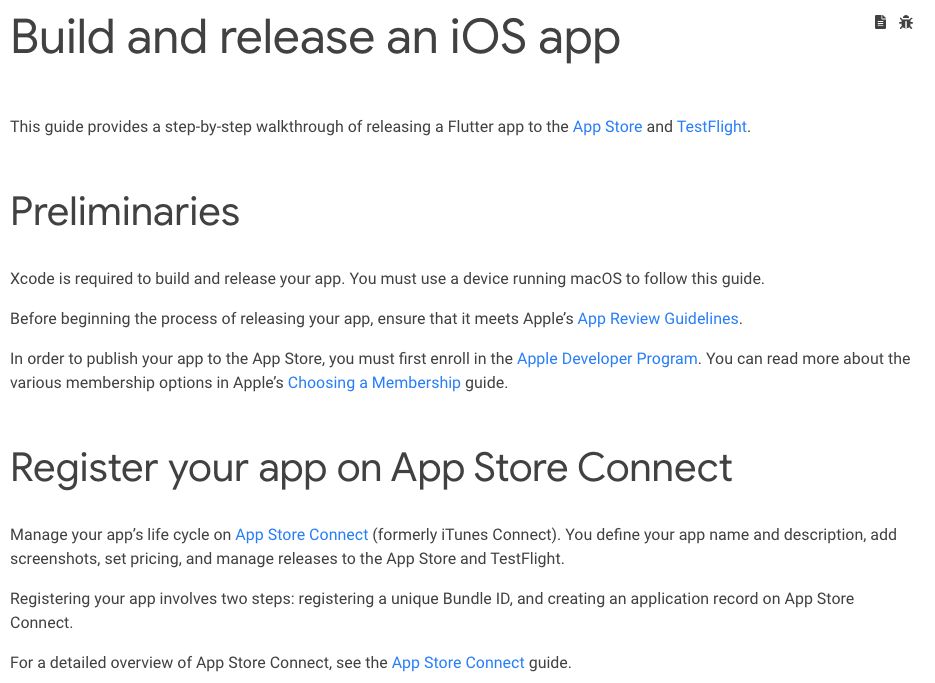 Build and release an iOS app
This guide provides a step-by-step walkthrough of releasing a Flutter app to the App Store and TestFlight.
Preliminaries
Xcode is required to build and release your app. You must use a device running macOS to follow this guide.
Before beginning the process of releasing your app, ensure that it meets Apple’s App Review Guidelines.
In order to publish your app to the App Store, you must first enroll in the Apple Developer Program. You can read more about the
various membership options in Apple’s Choosing a Membership guide.
Register your app on App Store Connect
Manage your app’s life cycle on App Store Connect (formerly iTunes Connect). You define your app name and description, add
screenshots, set pricing, and manage releases to the App Store and TestFlight.
Registering your app involves two steps: registering a unique Bundle ID, and creating an application record on App Store
Connect.
For a detailed overview of App Store Connect, see the App Store Connect guide.